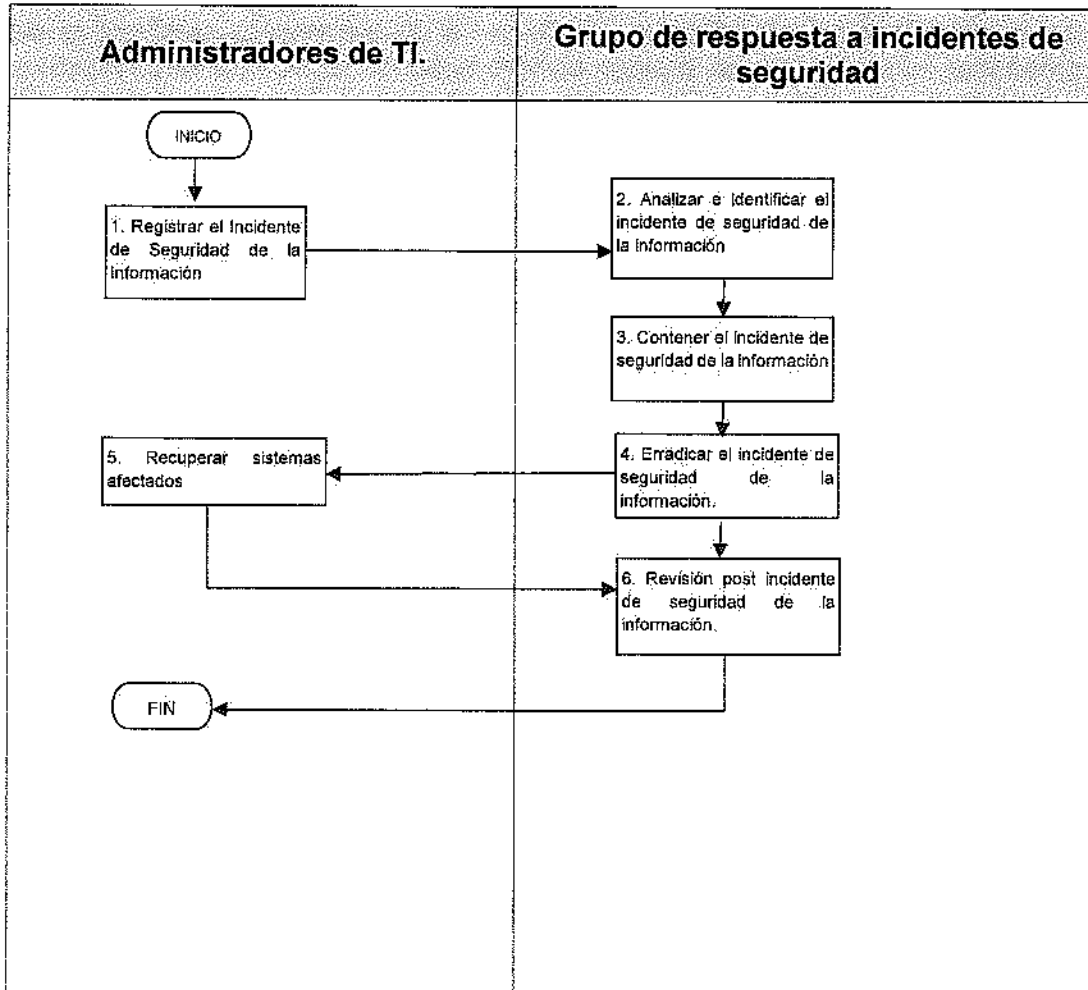 Administradores de TI.
Grupo de respuesta a incidentes de
seguridad
INICIO
1. Registrar el Incidente
de Seguridad de la
información
2. Analizar e identificar el
incidente de seguridad de
la información
3. Contener el incidente de
seguridad de la información
4. Erradicar el incidente de
seguridad de la
información.
5. Recuperar sistemas
afectados
6. Revisión post incidente
de seguridad de la
información.
FIN